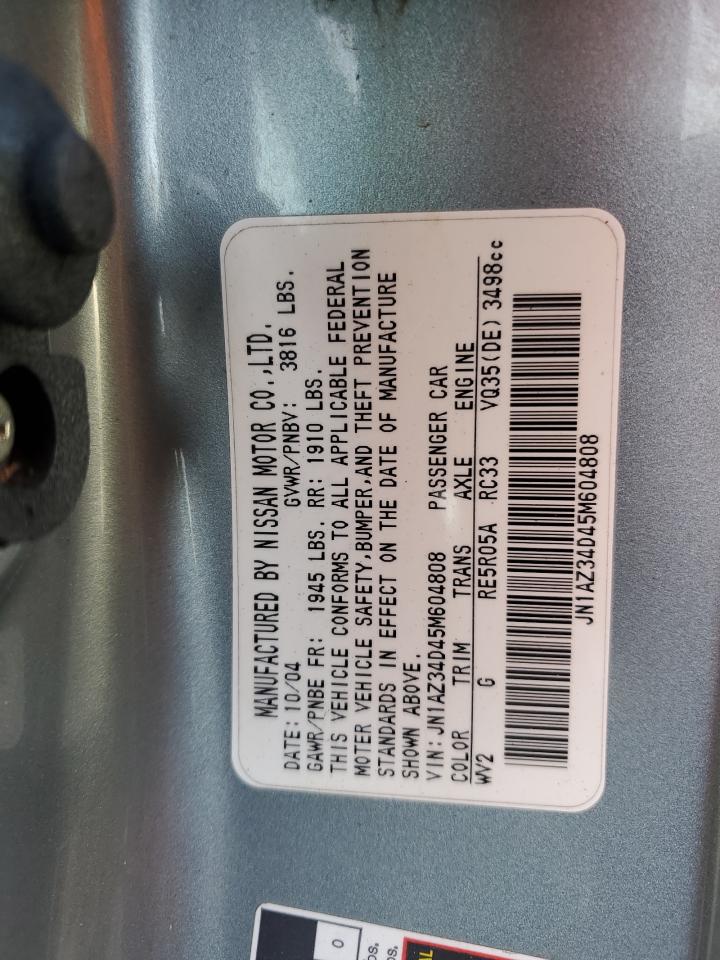 MANUFACTURED BY NISSAN MOTOR CO.,LTD.
DATE: 10/04 GVWR/PNBV: 3816 LBS.
GAWR/PNBE FR: 1945 LBS. RR: 1910 LBS.
THIS VEHICLE CONFORMS TO ALL APPLICABLE FEDERAL
MOTER VEHICLE SAFETY,BUMPER,AND THEFT PREVENTION
STANDARDS IN EFFECT ON THE DATE OF MANUFACTURE
SHOWN ABOVE.
VIN: JN1AZ34D45M604808 PASSENGER CAR
COLOR TRIM TRANS AXLE ENGINE
WV2 G RE5R05A RC33 VQ35(DE) 3498cc
JN1AZ34D45M604808
0